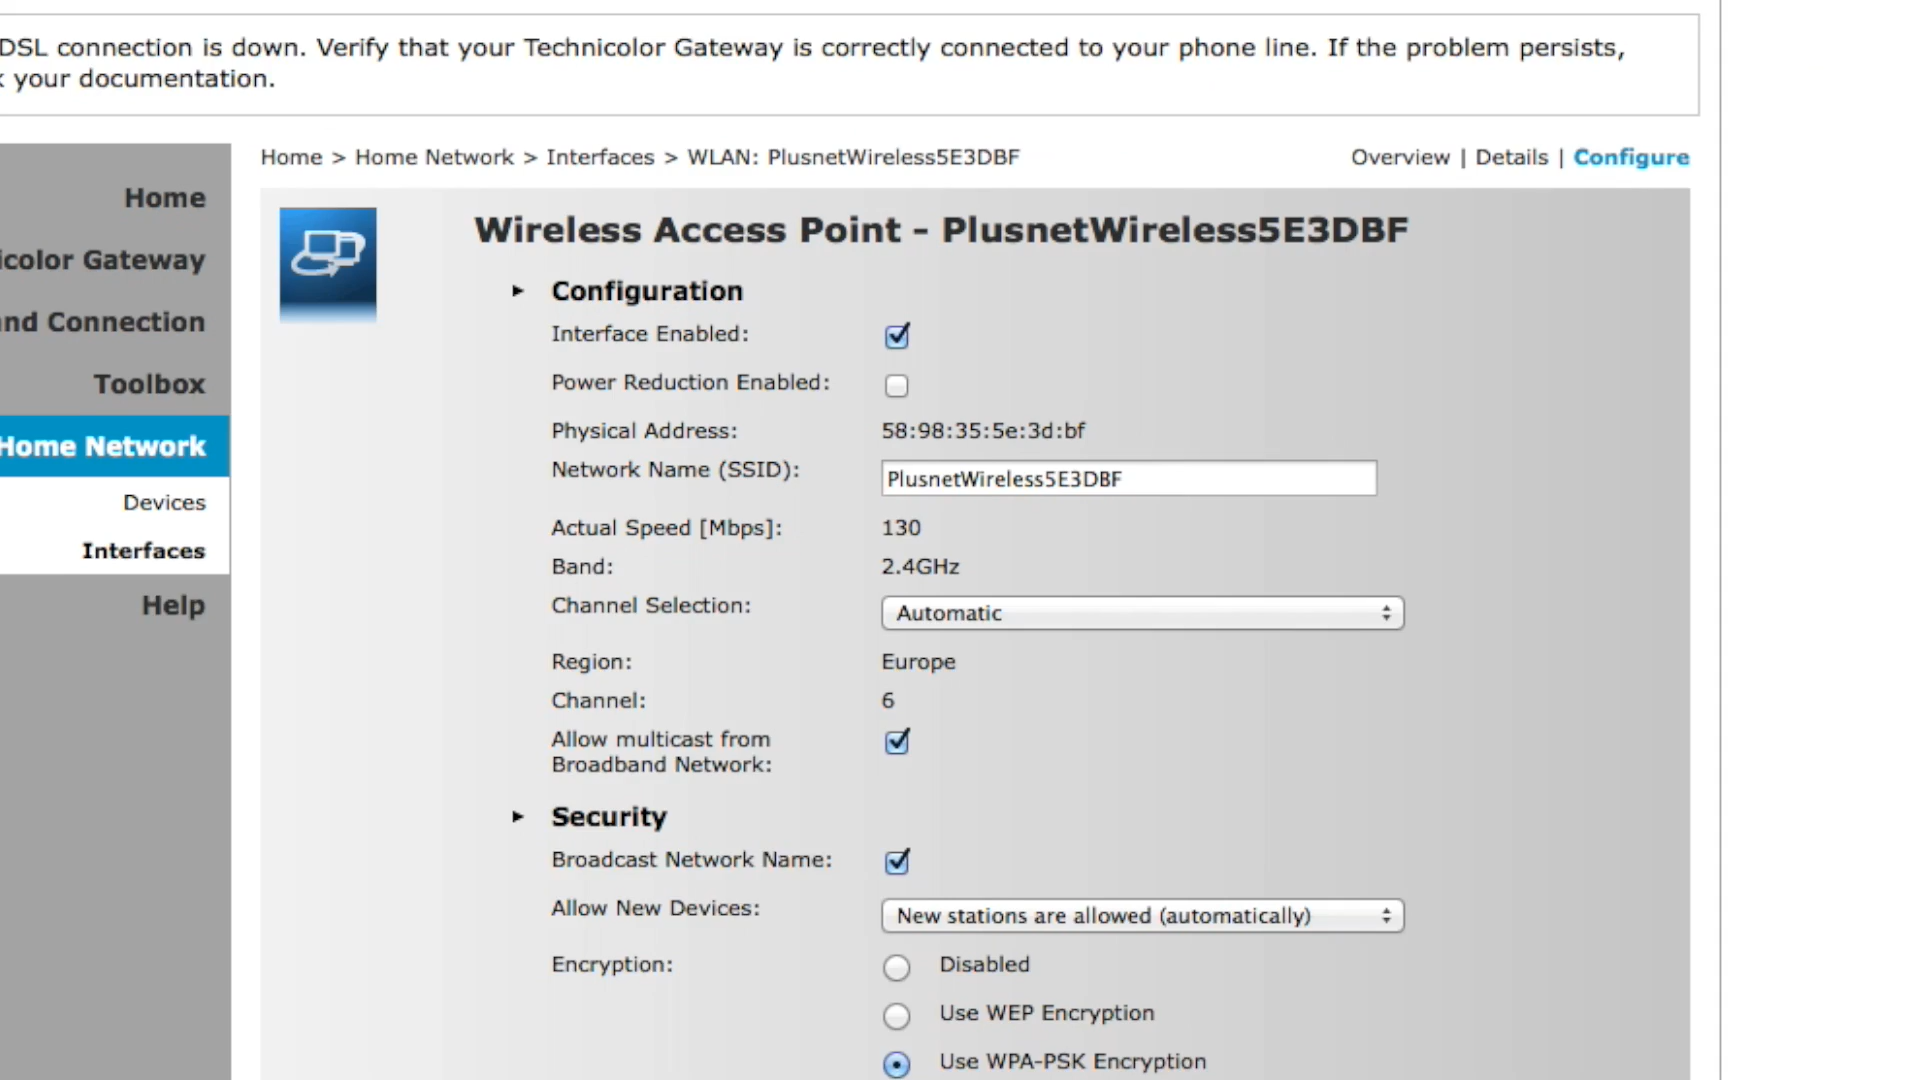 DSL connection is down. Verify that your Technicolor Gateway is correctly connected to your phone line. If the problem persists,
your documentation.
Home > Home Network > Interfaces > WLAN: PlusnetWireless5E3DBF
Overview | Details | Configure
Home
icolor Gateway
nd Connection
Toolbox
Home Network
Devices
Interfaces
Help
Wireless Access Point - PlusnetWireless5E3DBF
Configuration
Interface Enabled:
Power Reduction Enabled:
Physical Address: 58:98:35:5e:3d:bf
Network Name (SSID): PlusnetWireless5E3DBF
Actual Speed [Mbps]: 130
Band: 2.4GHz
Channel Selection: Automatic
Region: Europe
Channel: 6
Allow multicast from
Broadband Network:
Security
Broadcast Network Name:
Allow New Devices: New stations are allowed (automatically)
Encryption: Disabled
Use WEP Encryption
Use WPA-PSK Encryption